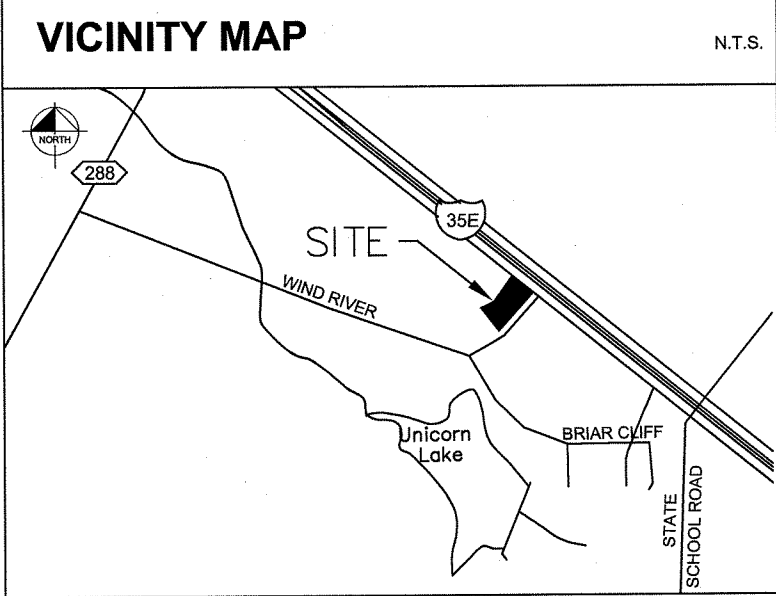 VICINITY MAP
N.T.S.
NORTH
288
35E
SITE
WIND RIVER
Unicorn
Lake
BRIAR CLIFF
STATE
SCHOOL ROAD